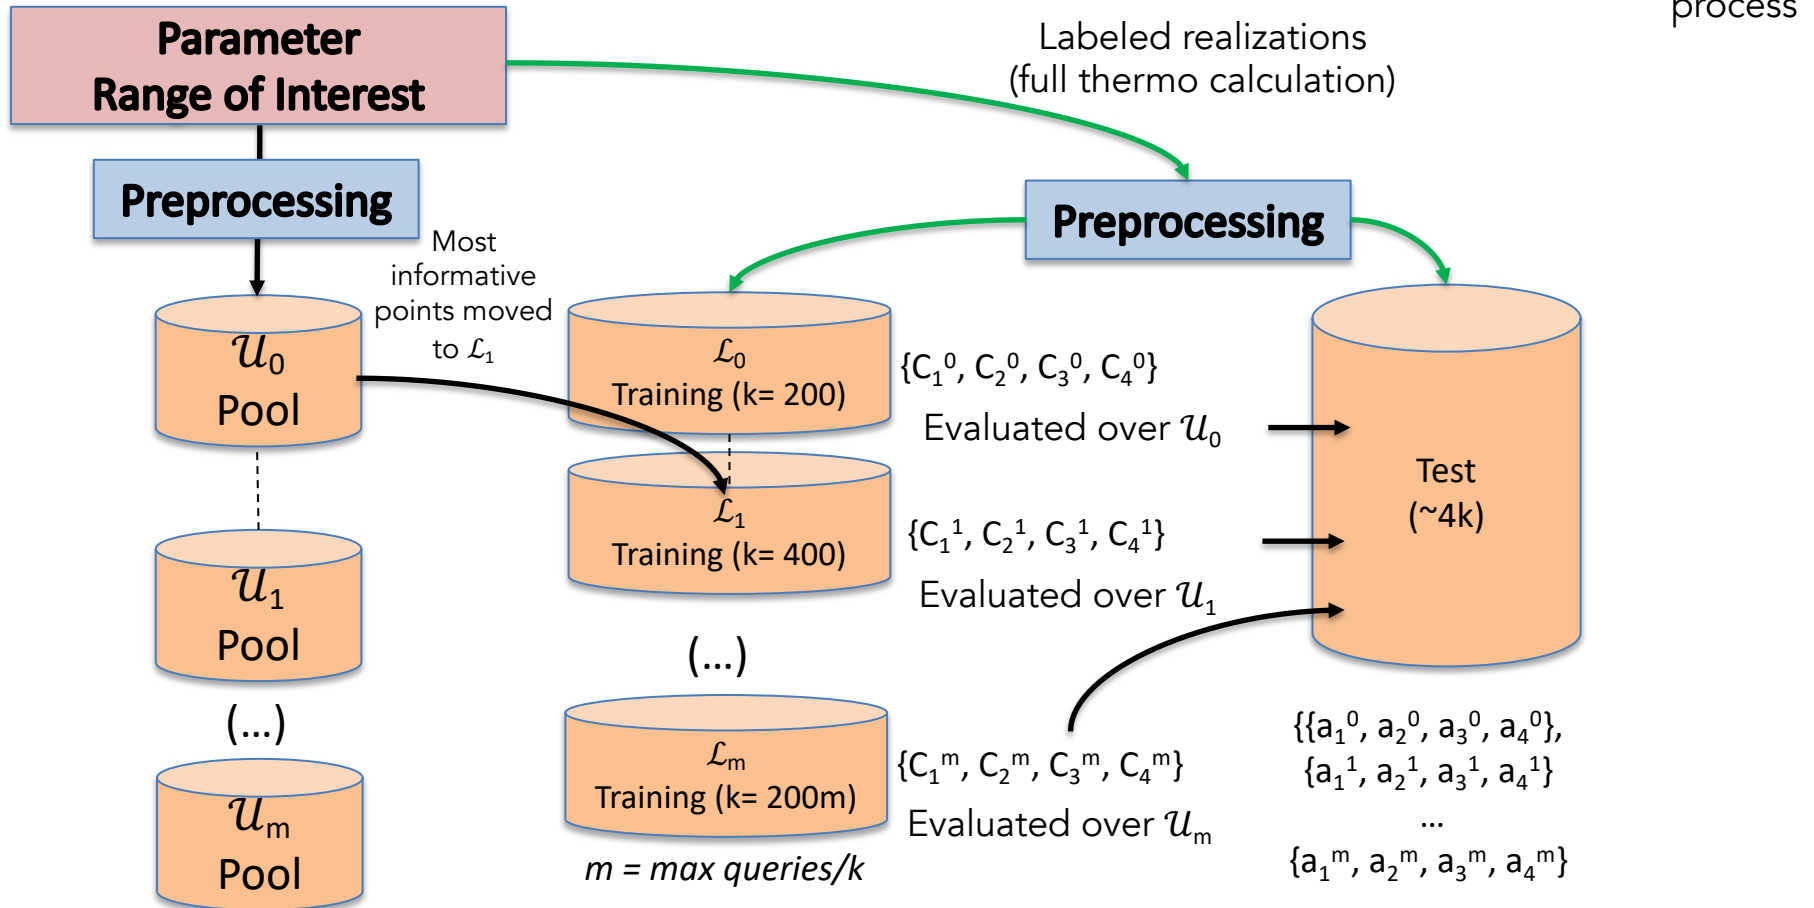 process
Parameter
Range of Interest
Labeled realizations
(full thermo calculation)
Preprocessing
Preprocessing
Most
informative
points moved
to ℒ₁
𝒰₀
Pool
ℒ₀
Training (k= 200)
{C₁⁰, C₂⁰, C₃⁰, C₄⁰}
Evaluated over 𝒰₀
Test
(~4k)
ℒ₁
Training (k= 400)
{C₁¹, C₂¹, C₃¹, C₄¹}
Evaluated over 𝒰₁
𝒰₁
Pool
(...)
(...)
𝒰ₘ
Pool
ℒₘ
Training (k= 200m)
{C₁ᵐ, C₂ᵐ, C₃ᵐ, C₄ᵐ}
Evaluated over 𝒰ₘ
m = max queries/k
{{a₁⁰, a₂⁰, a₃⁰, a₄⁰},
{a₁¹, a₂¹, a₃¹, a₄¹}
...
{a₁ᵐ, a₂ᵐ, a₃ᵐ, a₄ᵐ}